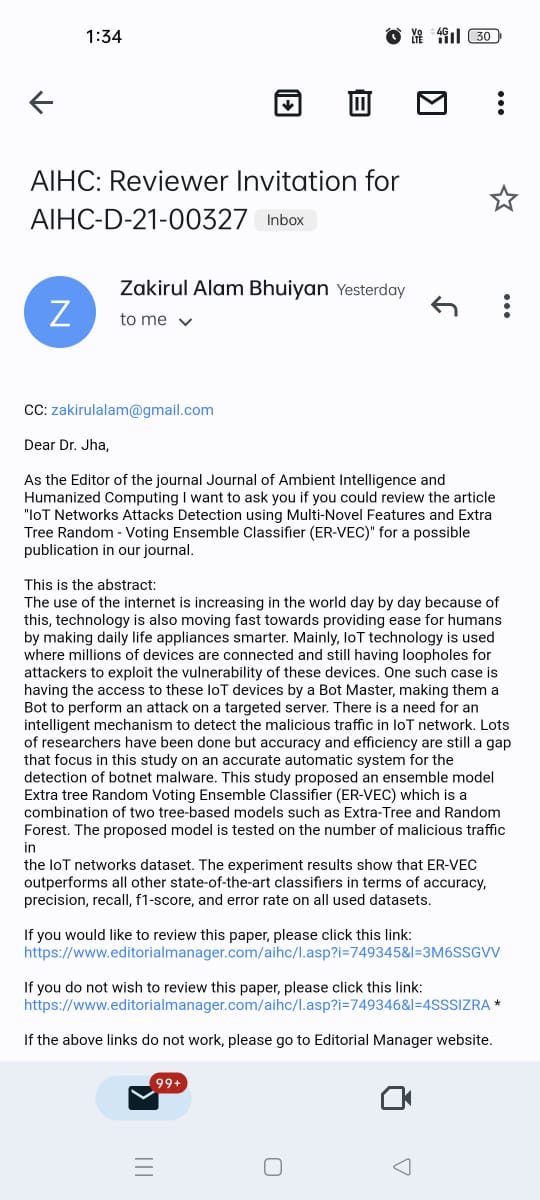 1:34
Vo
LTE
4G
30
AIHC: Reviewer Invitation for
AIHC-D-21-00327 Inbox
Z
Zakirul Alam Bhuiyan Yesterday
to me
CC: zakirulalam@gmail.com
Dear Dr. Jha,
As the Editor of the journal Journal of Ambient Intelligence and
Humanized Computing I want to ask you if you could review the article
"IoT Networks Attacks Detection using Multi-Novel Features and Extra
Tree Random - Voting Ensemble Classifier (ER-VEC)" for a possible
publication in our journal.
This is the abstract:
The use of the internet is increasing in the world day by day because of
this, technology is also moving fast towards providing ease for humans
by making daily life appliances smarter. Mainly, IoT technology is used
where millions of devices are connected and still having loopholes for
attackers to exploit the vulnerability of these devices. One such case is
having the access to these IoT devices by a Bot Master, making them a
Bot to perform an attack on a targeted server. There is a need for an
intelligent mechanism to detect the malicious traffic in IoT network. Lots
of researchers have been done but accuracy and efficiency are still a gap
that focus in this study on an accurate automatic system for the
detection of botnet malware. This study proposed an ensemble model
Extra tree Random Voting Ensemble Classifier (ER-VEC) which is a
combination of two tree-based models such as Extra-Tree and Random
Forest. The proposed model is tested on the number of malicious traffic
in
the IoT networks dataset. The experiment results show that ER-VEC
outperforms all other state-of-the-art classifiers in terms of accuracy,
precision, recall, f1-score, and error rate on all used datasets.
If you would like to review this paper, please click this link:
https://www.editorialmanager.com/aihc/l.asp?i=749345&l=3M6SSGVV
If you do not wish to review this paper, please click this link:
https://www.editorialmanager.com/aihc/l.asp?i=749346&l=4SSSIZRA *
If the above links do not work, please go to Editorial Manager website.
99+